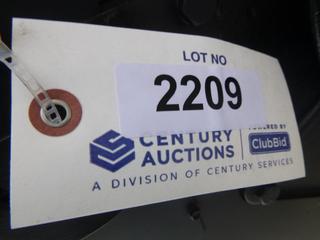 LOT NO
2209
CENTURY AUCTIONS
POWERED BY
ClubBid
A DIVISION OF CENTURY SERVICES